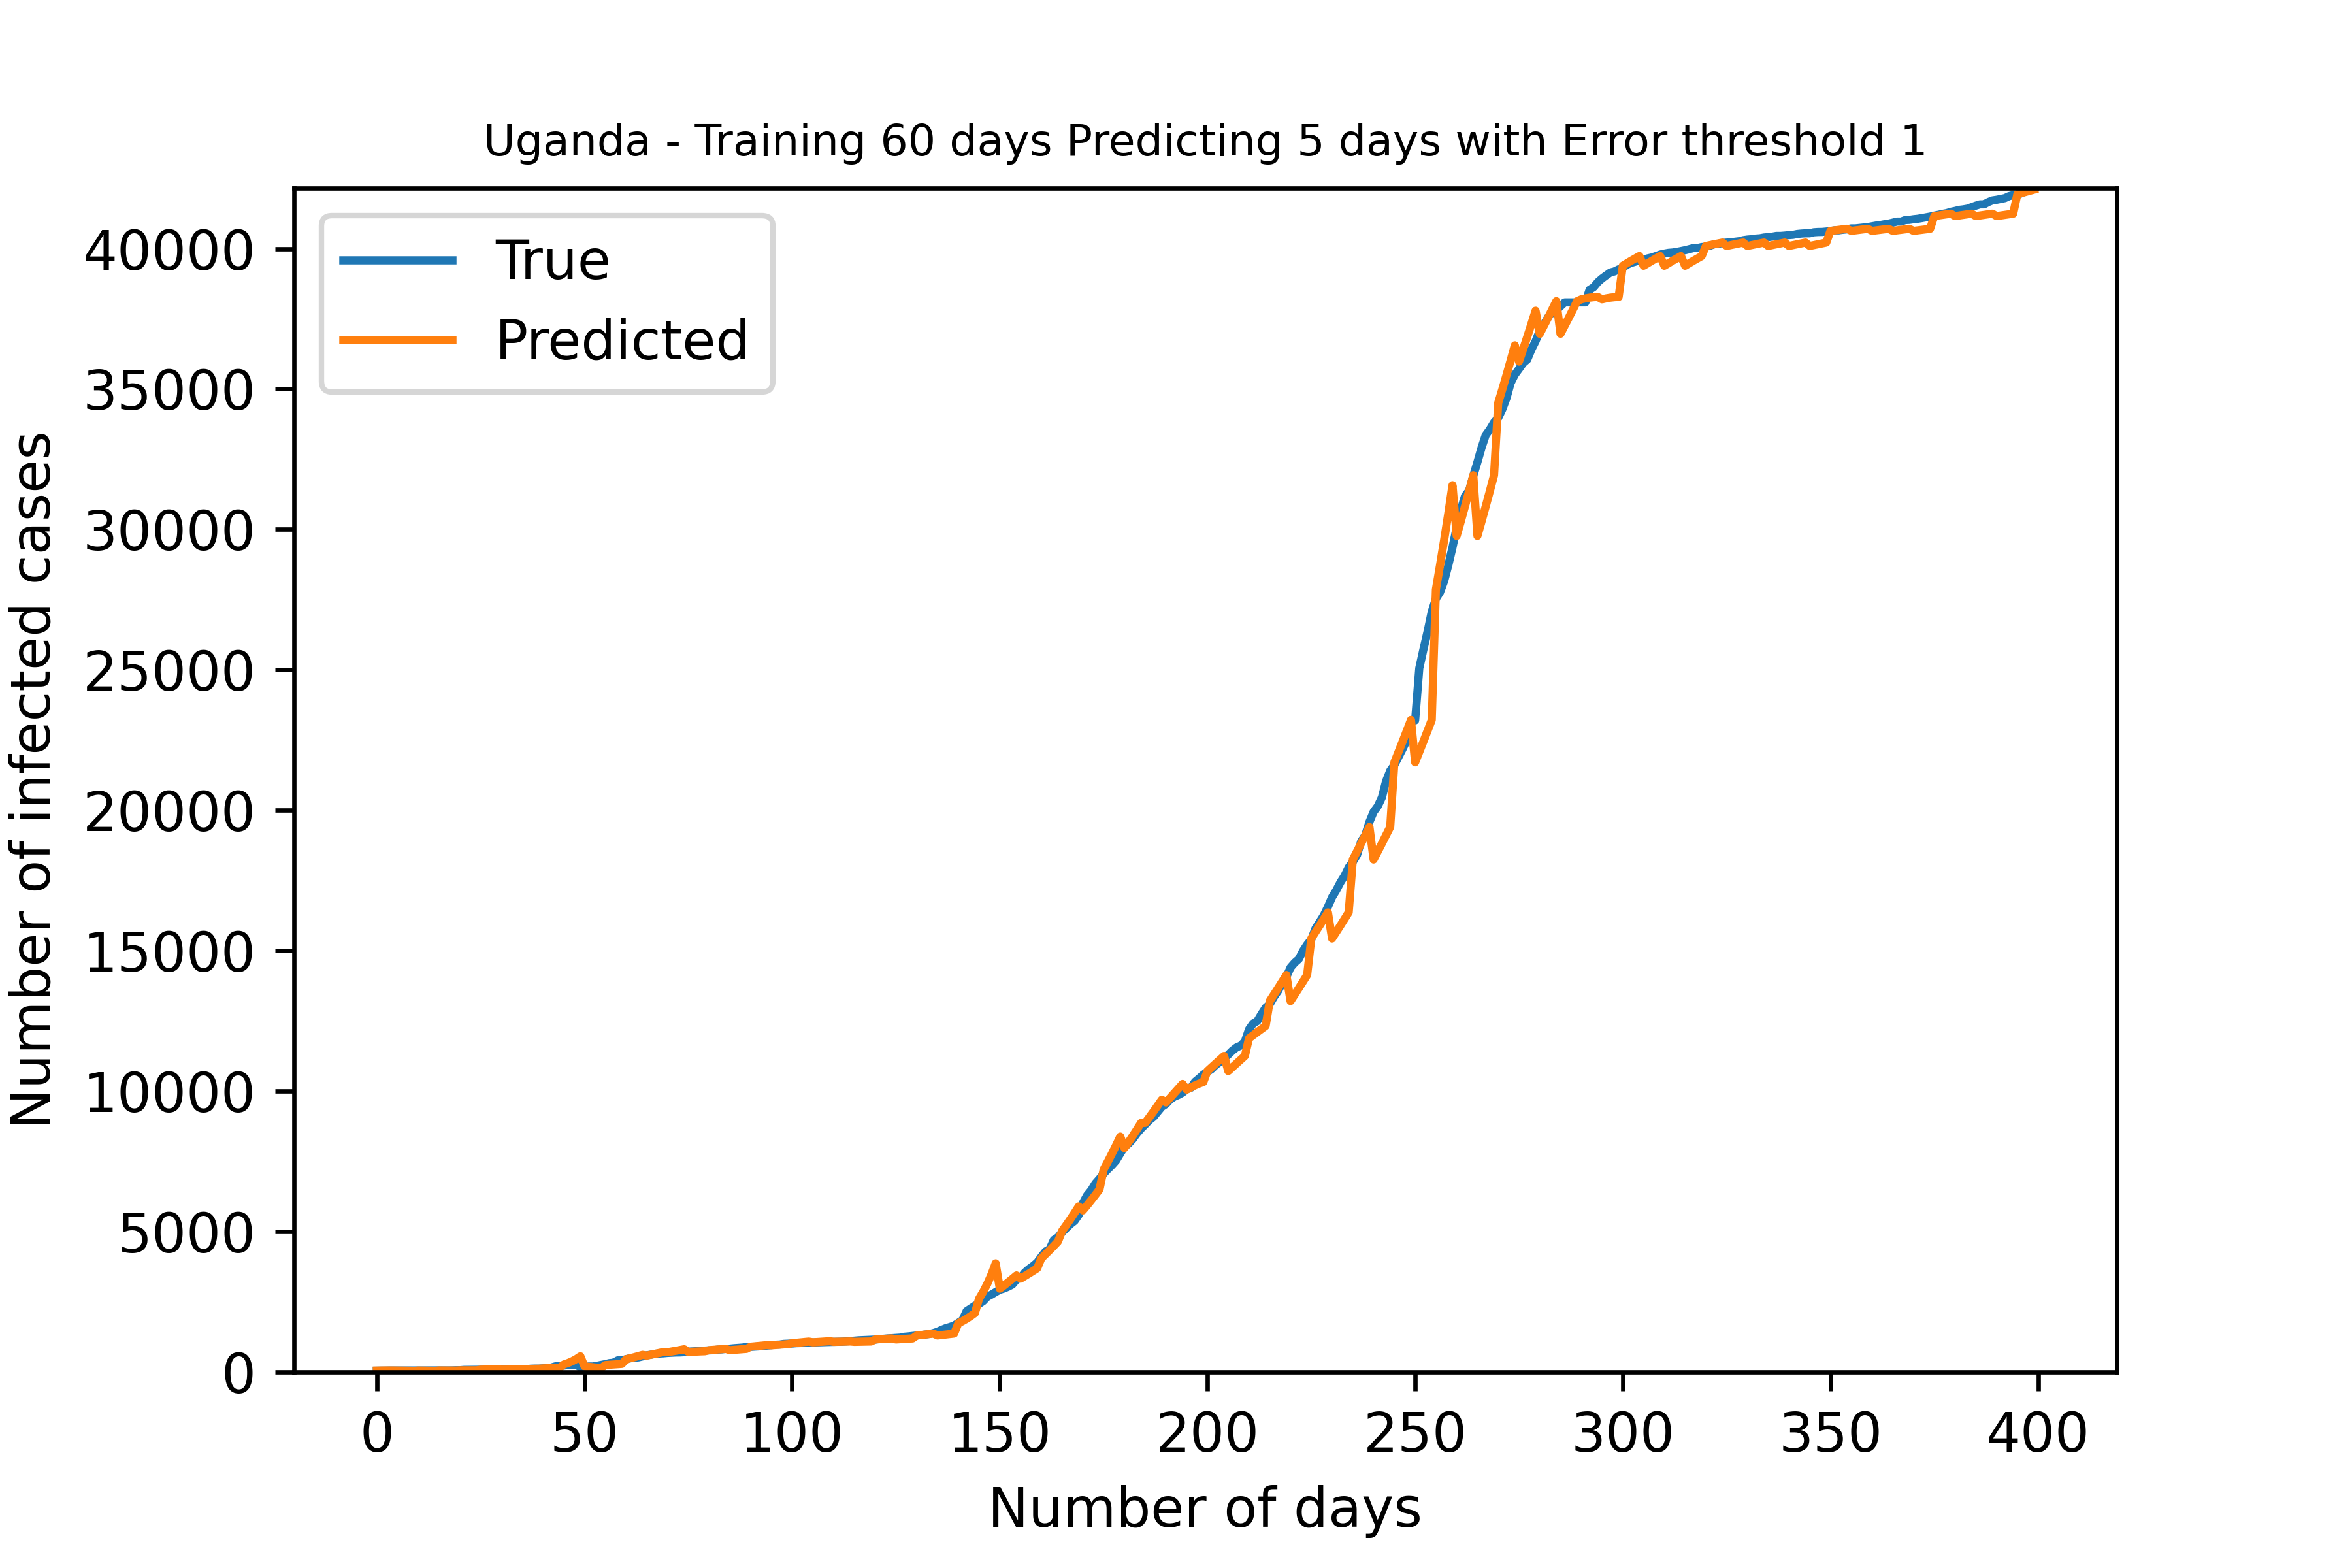 Uganda - Training 60 days Predicting 5 days with Error threshold 1
True
Predicted
Number of infected cases
40000
35000
30000
25000
20000
15000
10000
5000
0
0 50 100 150 200 250 300 350 400
Number of days